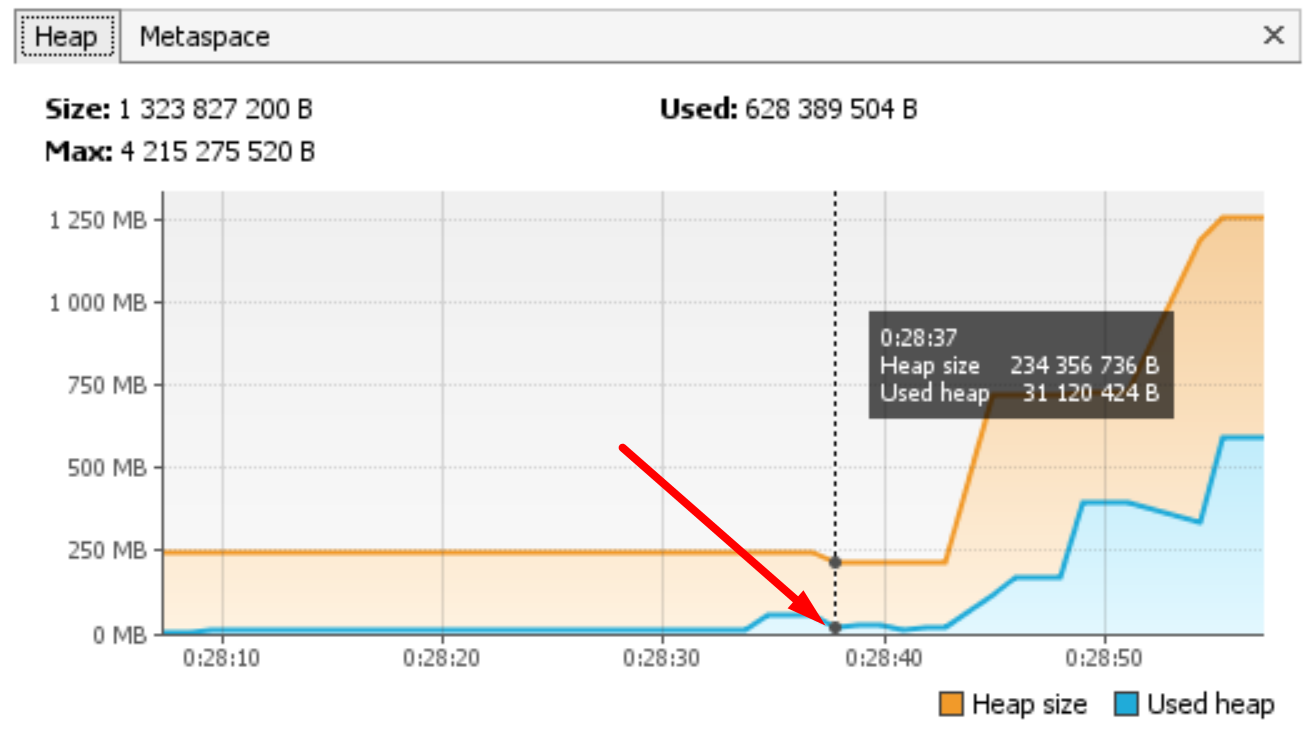 Heap Metaspace ×
Size: 1 323 827 200 B Used: 628 389 504 B
Max: 4 215 275 520 B
1 250 MB
1 000 MB
750 MB
500 MB
250 MB
0 MB
0:28:37
Heap size 234 356 736 B
Used heap 31 120 424 B
0:28:10 0:28:20 0:28:30 0:28:40 0:28:50
Heap size Used heap